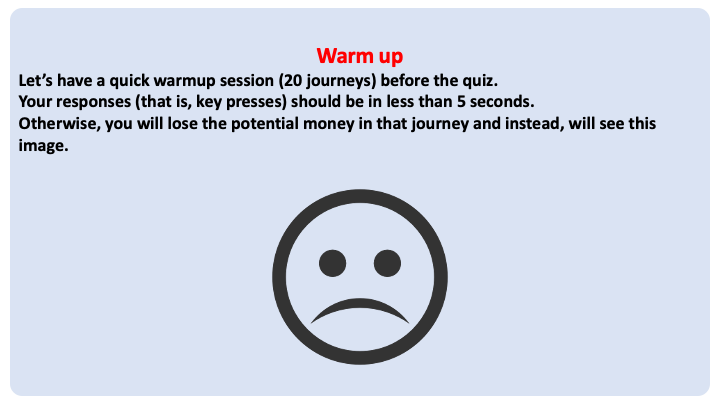 Warm up
Let’s have a quick warmup session (20 journeys) before the quiz.
Your responses (that is, key presses) should be in less than 5 seconds.
Otherwise, you will lose the potential money in that journey and instead, will see this
image.